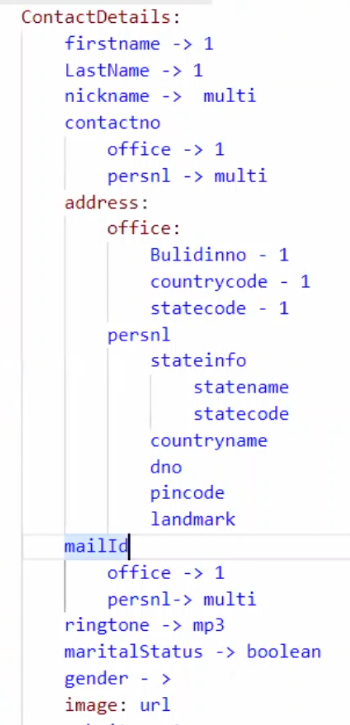 ContactDetails:
firstname -> 1
LastName -> 1
nickname ->  multi
contactno
office -> 1
persnl -> multi
address:
office:
Bulidinno - 1
countrycode - 1
statecode - 1
persnl
stateinfo
statename
statecode
countryname
dno
pincode
landmark
mailId
office -> 1
persnl-> multi
ringtone -> mp3
maritalStatus -> boolean
gender - >
image: url